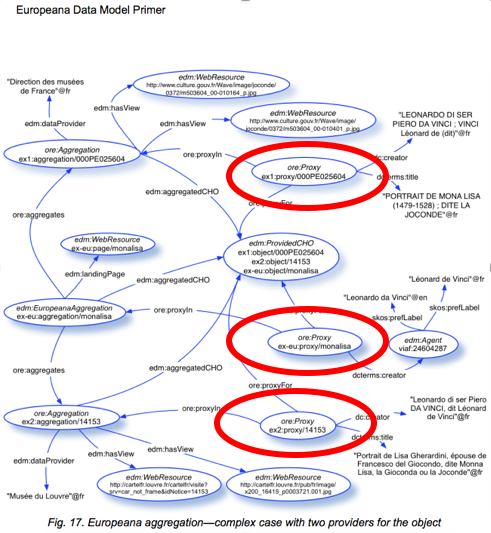 Europeana Data Model Primer
edm:WebResource
http://www.culture.gouv.fr/Wave/image/joconde/
0372/m503604_00-010164_p.jpg
"Direction des musées
de France"@fr
edm:hasView
edm:dataProvider
edm:hasView
edm:WebResource
http://www.culture.gouv.fr/Wave/image/
joconde/0372/m503604_00-010401_p.jpg
"LEONARDO DI SER
PIERO DA VINCI ; VINCI
Léonard de (dit)"@fr
ore:Aggregation
ex1:aggregation/000PE025604
ore:proxyIn
dc:creator
ore:Proxy
ex1:proxy/000PE025604
dcterms:title
edm:aggregatedCHO
ore:proxyFor
"PORTRAIT DE MONA LISA
(1479-1528) ; DITE LA
JOCONDE"@fr
ore:aggregates
edm:WebResource
ex-eu:page/monalisa
edm:ProvidedCHO
ex1:object/000PE025604
ex2:object/14153
ex-eu:object/monalisa
edm:landingPage
edm:aggregatedCHO
"Léonard de Vinci"@fr
"Leonardo da Vinci"@en
edm:EuropeanaAggregation
ex-eu:aggregation/monalisa
ore:proxyIn
skos:prefLabel
skos:prefLabel
ore:Proxy
ex-eu:proxy/monalisa
edm:Agent
viaf:24604287
edm:aggregatedCHO
dcterms:creator
ore:aggregates
ore:proxyFor
ore:Aggregation
ex2:aggregation/14153
ore:proxyIn
ore:Proxy
ex2:proxy/14153
dc:creator
"Leonardo di ser Piero
DA VINCI, dit Léonard
de Vinci"@fr
dcterms:title
edm:dataProvider
edm:hasView
edm:hasView
"Portrait de Lisa Gherardini, épouse de
Francesco del Giocondo, dite Monna
Lisa, la Gioconda ou la Joconde"@fr
"Musée du Louvre"@fr
edm:WebResource
http://cartelfr.louvre.fr/cartelfr/visite?
srv=car_not_frame&idNotice=14153
edm:WebResource
http://cartelfr.louvre.fr/pub/fr/image/
x200_16415_p0003721.001.jpg
Fig. 17. Europeana aggregation—complex case with two providers for the object